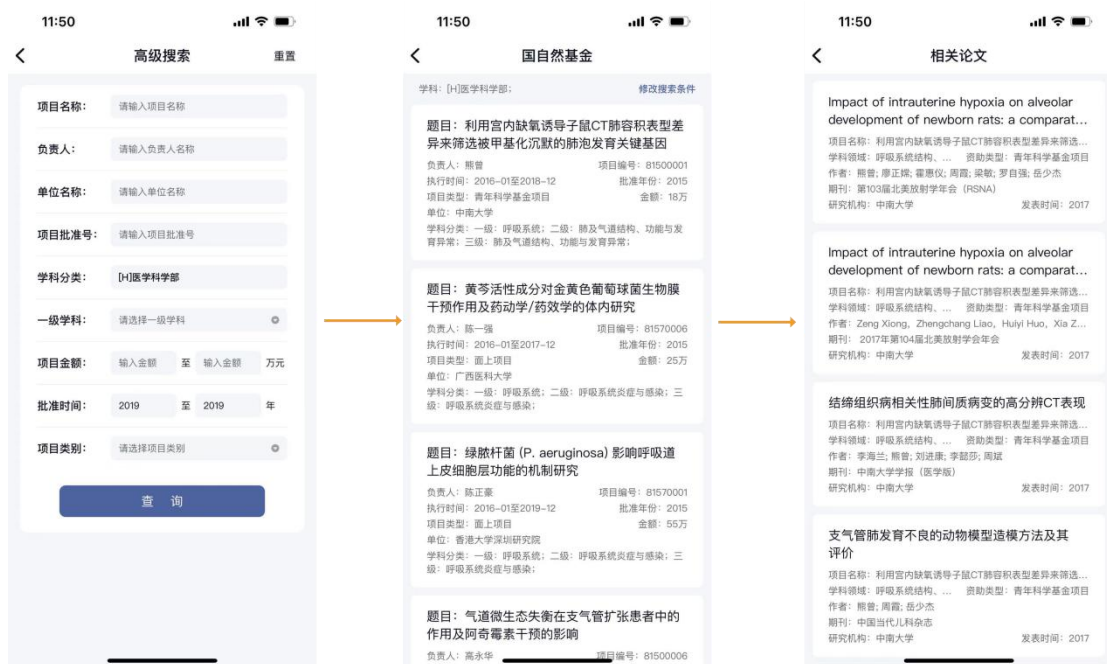 11:50
高级搜索
重置
项目名称：
请输入项目名称
负责人：
请输入负责人名称
单位名称：
请输入单位名称
项目批准号：
请输入项目批准号
学科分类：
[H]医学科学部
一级学科：
请选择一级学科
项目金额：
输入金额 至 输入金额 万元
批准时间：
2019 至 2019 年
项目类别：
请选择项目类别
查 询
11:50
国自然基金
学科：[H]医学科学部；
修改搜索条件
题目：利用宫内缺氧诱导子鼠CT肺容积表型差
异来筛选被甲基化沉默的肺泡发育关键基因
负责人：熊曾 项目编号：81500001
执行时间：2016-01至2018-12 批准年份：2015
项目类型：青年科学基金项目 金额：18万
单位：中南大学
学科分类：一级：呼吸系统；二级：肺及气道结构、功能与发
育异常；三级：肺及气道结构、功能与发育异常；
题目：黄芩活性成分对金黄色葡萄球菌生物膜
干预作用及药动学/药效学的体内研究
负责人：陈一强 项目编号：81570006
执行时间：2016-01至2017-12 批准年份：2015
项目类型：面上项目 金额：25万
单位：广西医科大学
学科分类：一级：呼吸系统；二级：呼吸系统炎症与感染；三
级：呼吸系统炎症与感染；
题目：绿脓杆菌 (P. aeruginosa) 影响呼吸道
上皮细胞层功能的机制研究
负责人：陈正豪 项目编号：81570001
执行时间：2016-01至2019-12 批准年份：2015
项目类型：面上项目 金额：55万
单位：香港大学深圳研究院
学科分类：一级：呼吸系统；二级：呼吸系统炎症与感染；三
级：呼吸系统炎症与感染；
题目：气道微生态失衡在支气管扩张患者中的
作用及阿奇霉素干预的影响
负责人：高永华 项目编号：81500006
11:50
相关论文
Impact of intrauterine hypoxia on alveolar
development of newborn rats: a comparat...
项目名称：利用宫内缺氧诱导子鼠CT肺容积表型差异来筛选...
学科领域：呼吸系统结构、... 资助类型：青年科学基金项目
作者：熊曾; 廖正嫦; 霍惠仪; 周霞; 梁敏; 罗自强; 岳少杰
期刊：第103届北美放射学年会（RSNA）
研究机构：中南大学 发表时间：2017
Impact of intrauterine hypoxia on alveolar
development of newborn rats: a comparat...
项目名称：利用宫内缺氧诱导子鼠CT肺容积表型差异来筛选...
学科领域：呼吸系统结构、... 资助类型：青年科学基金项目
作者：Zeng Xiong, Zhengchang Liao, Huiyi Huo, Xia Z...
期刊： 2017年第104届北美放射学年会年会
研究机构：中南大学 发表时间：2017
结缔组织病相关性肺间质病变的高分辨CT表现
项目名称：利用宫内缺氧诱导子鼠CT肺容积表型差异来筛选...
学科领域：呼吸系统结构、... 资助类型：青年科学基金项目
作者：李海兰; 熊曾; 刘进康; 李懿莎; 周斌
期刊：中南大学学报（医学版）
研究机构：中南大学 发表时间：2017
支气管肺发育不良的动物模型造模方法及其
评价
项目名称：利用宫内缺氧诱导子鼠CT肺容积表型差异来筛选...
学科领域：呼吸系统结构、... 资助类型：青年科学基金项目
作者：熊曾; 周霞; 岳少杰
期刊：中国当代儿科杂志
研究机构：中南大学 发表时间：2017